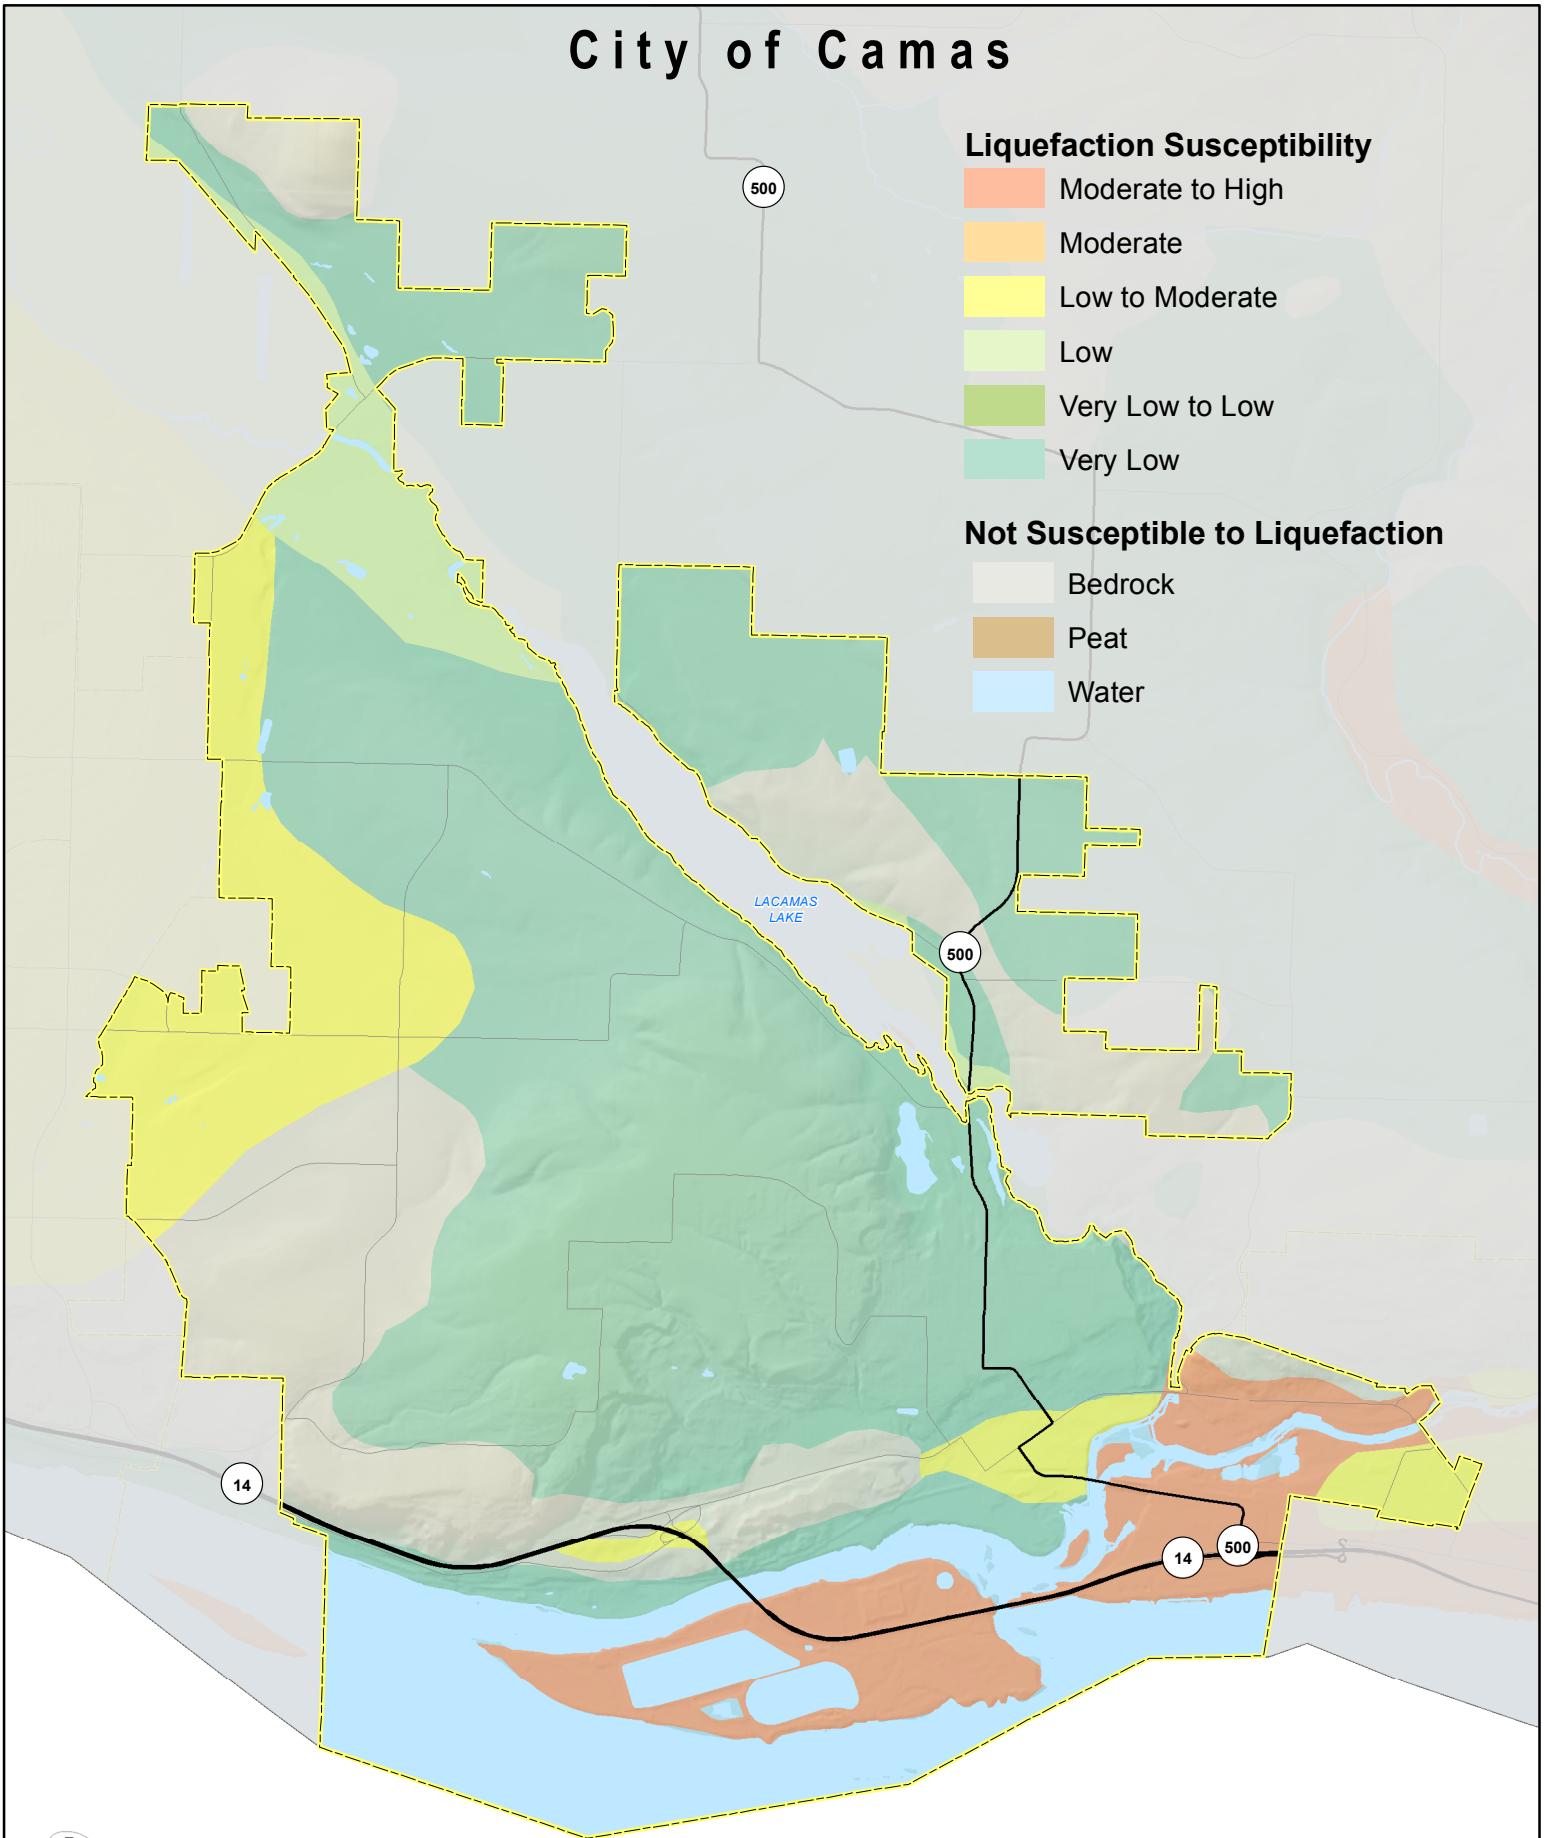 City of Camas
Liquefaction Susceptibility
Moderate to High
500
Moderate
Low to Moderate
Low
Very Low to Low
Very Low
Not Susceptible to Liquefaction
Bedrock
Peat
Water
LACAMAS
LAKE
500
14
14
500